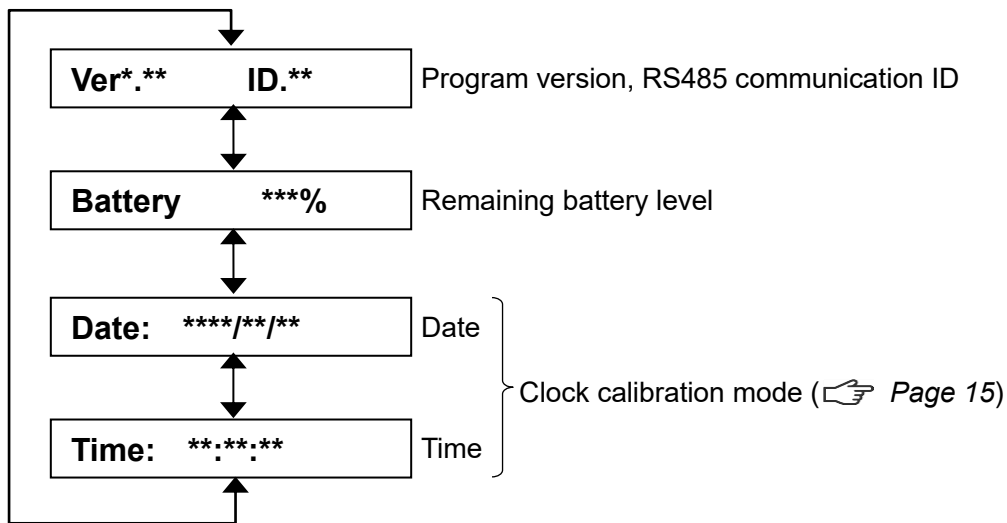 Ver*.** ID.** Program version, RS485 communication ID
Battery ***% Remaining battery level
Date: ****/**/** Date
Clock calibration mode (☞ Page 15)
Time: **:**:** Time